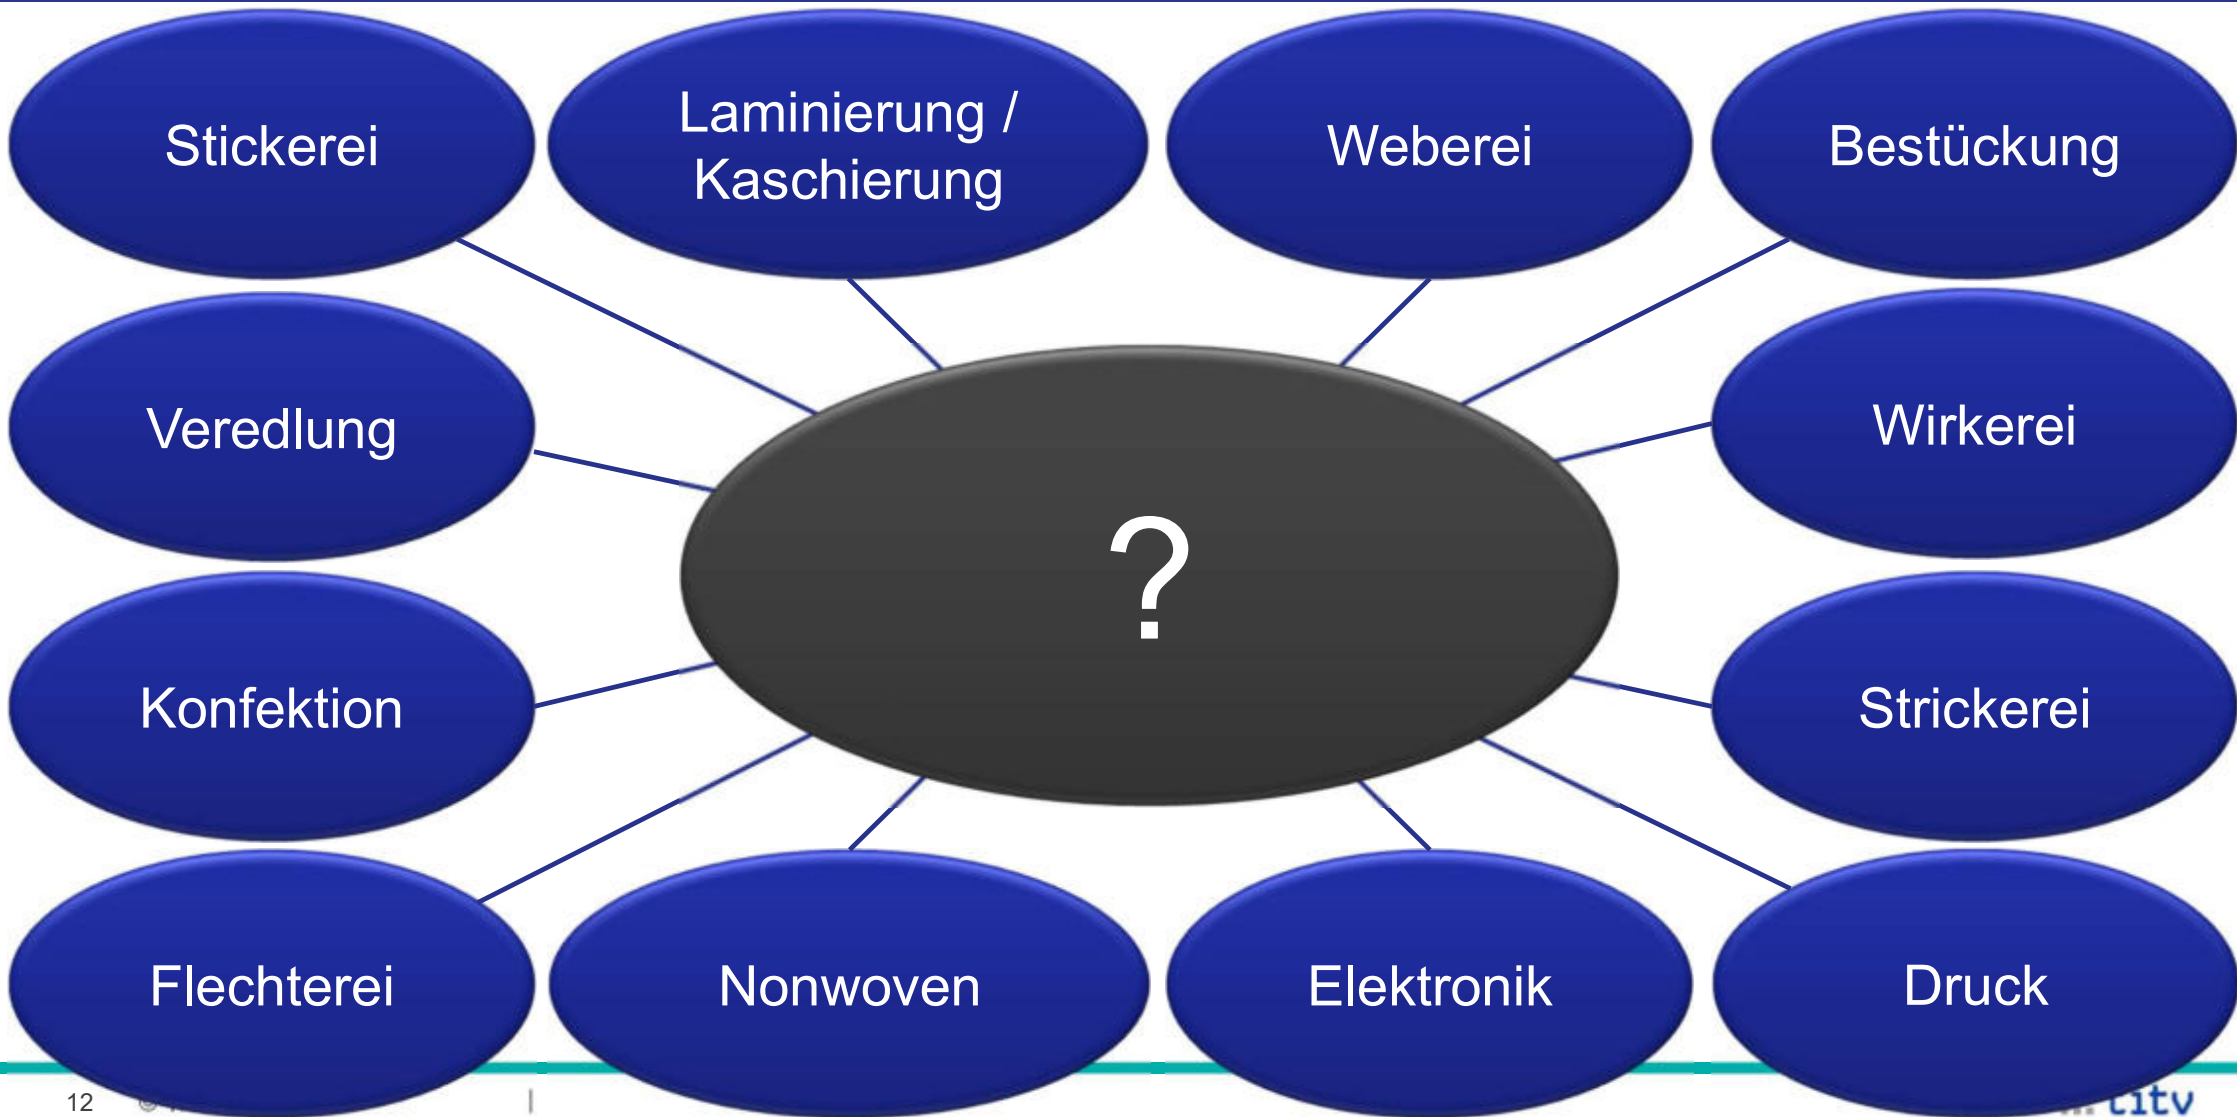 Stickerei
Laminierung /
Kaschierung
Weberei
Bestückung
Veredlung
Wirkerei
?
Konfektion
Strickerei
Flechterei
Nonwoven
Elektronik
Druck
12 ©
|
titv